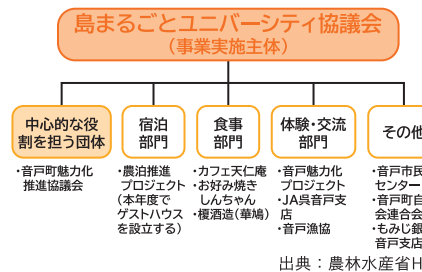 島まるごとユニバーシティ協議会
（事業実施主体）
中心的な役
割を担う団体
・音戸町魅力化
推進協議会
宿泊
部門
・農泊推進
プロジェクト
（本年度で
ゲストハウス
を設立する）
食事
部門
・カフェ天仁庵
・お好み焼き
しんちゃん
・榎酒造（華鳩）
体験・交流
部門
・音戸魅力化
プロジェクト
・JA呉音戸支
店
・音戸漁協
その他
・音戸市民
センター
・音戸町自
会連合会
・もみじ銀
音戸支店
出典：農林水産省H